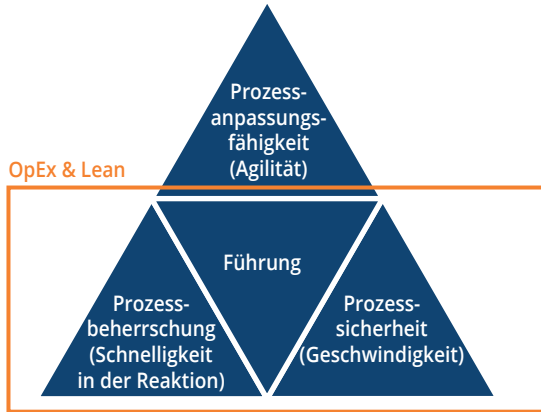 Prozess-
anpassungs-
fähigkeit
(Agilität)
OpEx & Lean
Führung
Prozess-
beherrschung
(Schnelligkeit
in der Reaktion)
Prozess-
sicherheit
(Geschwindigkeit)